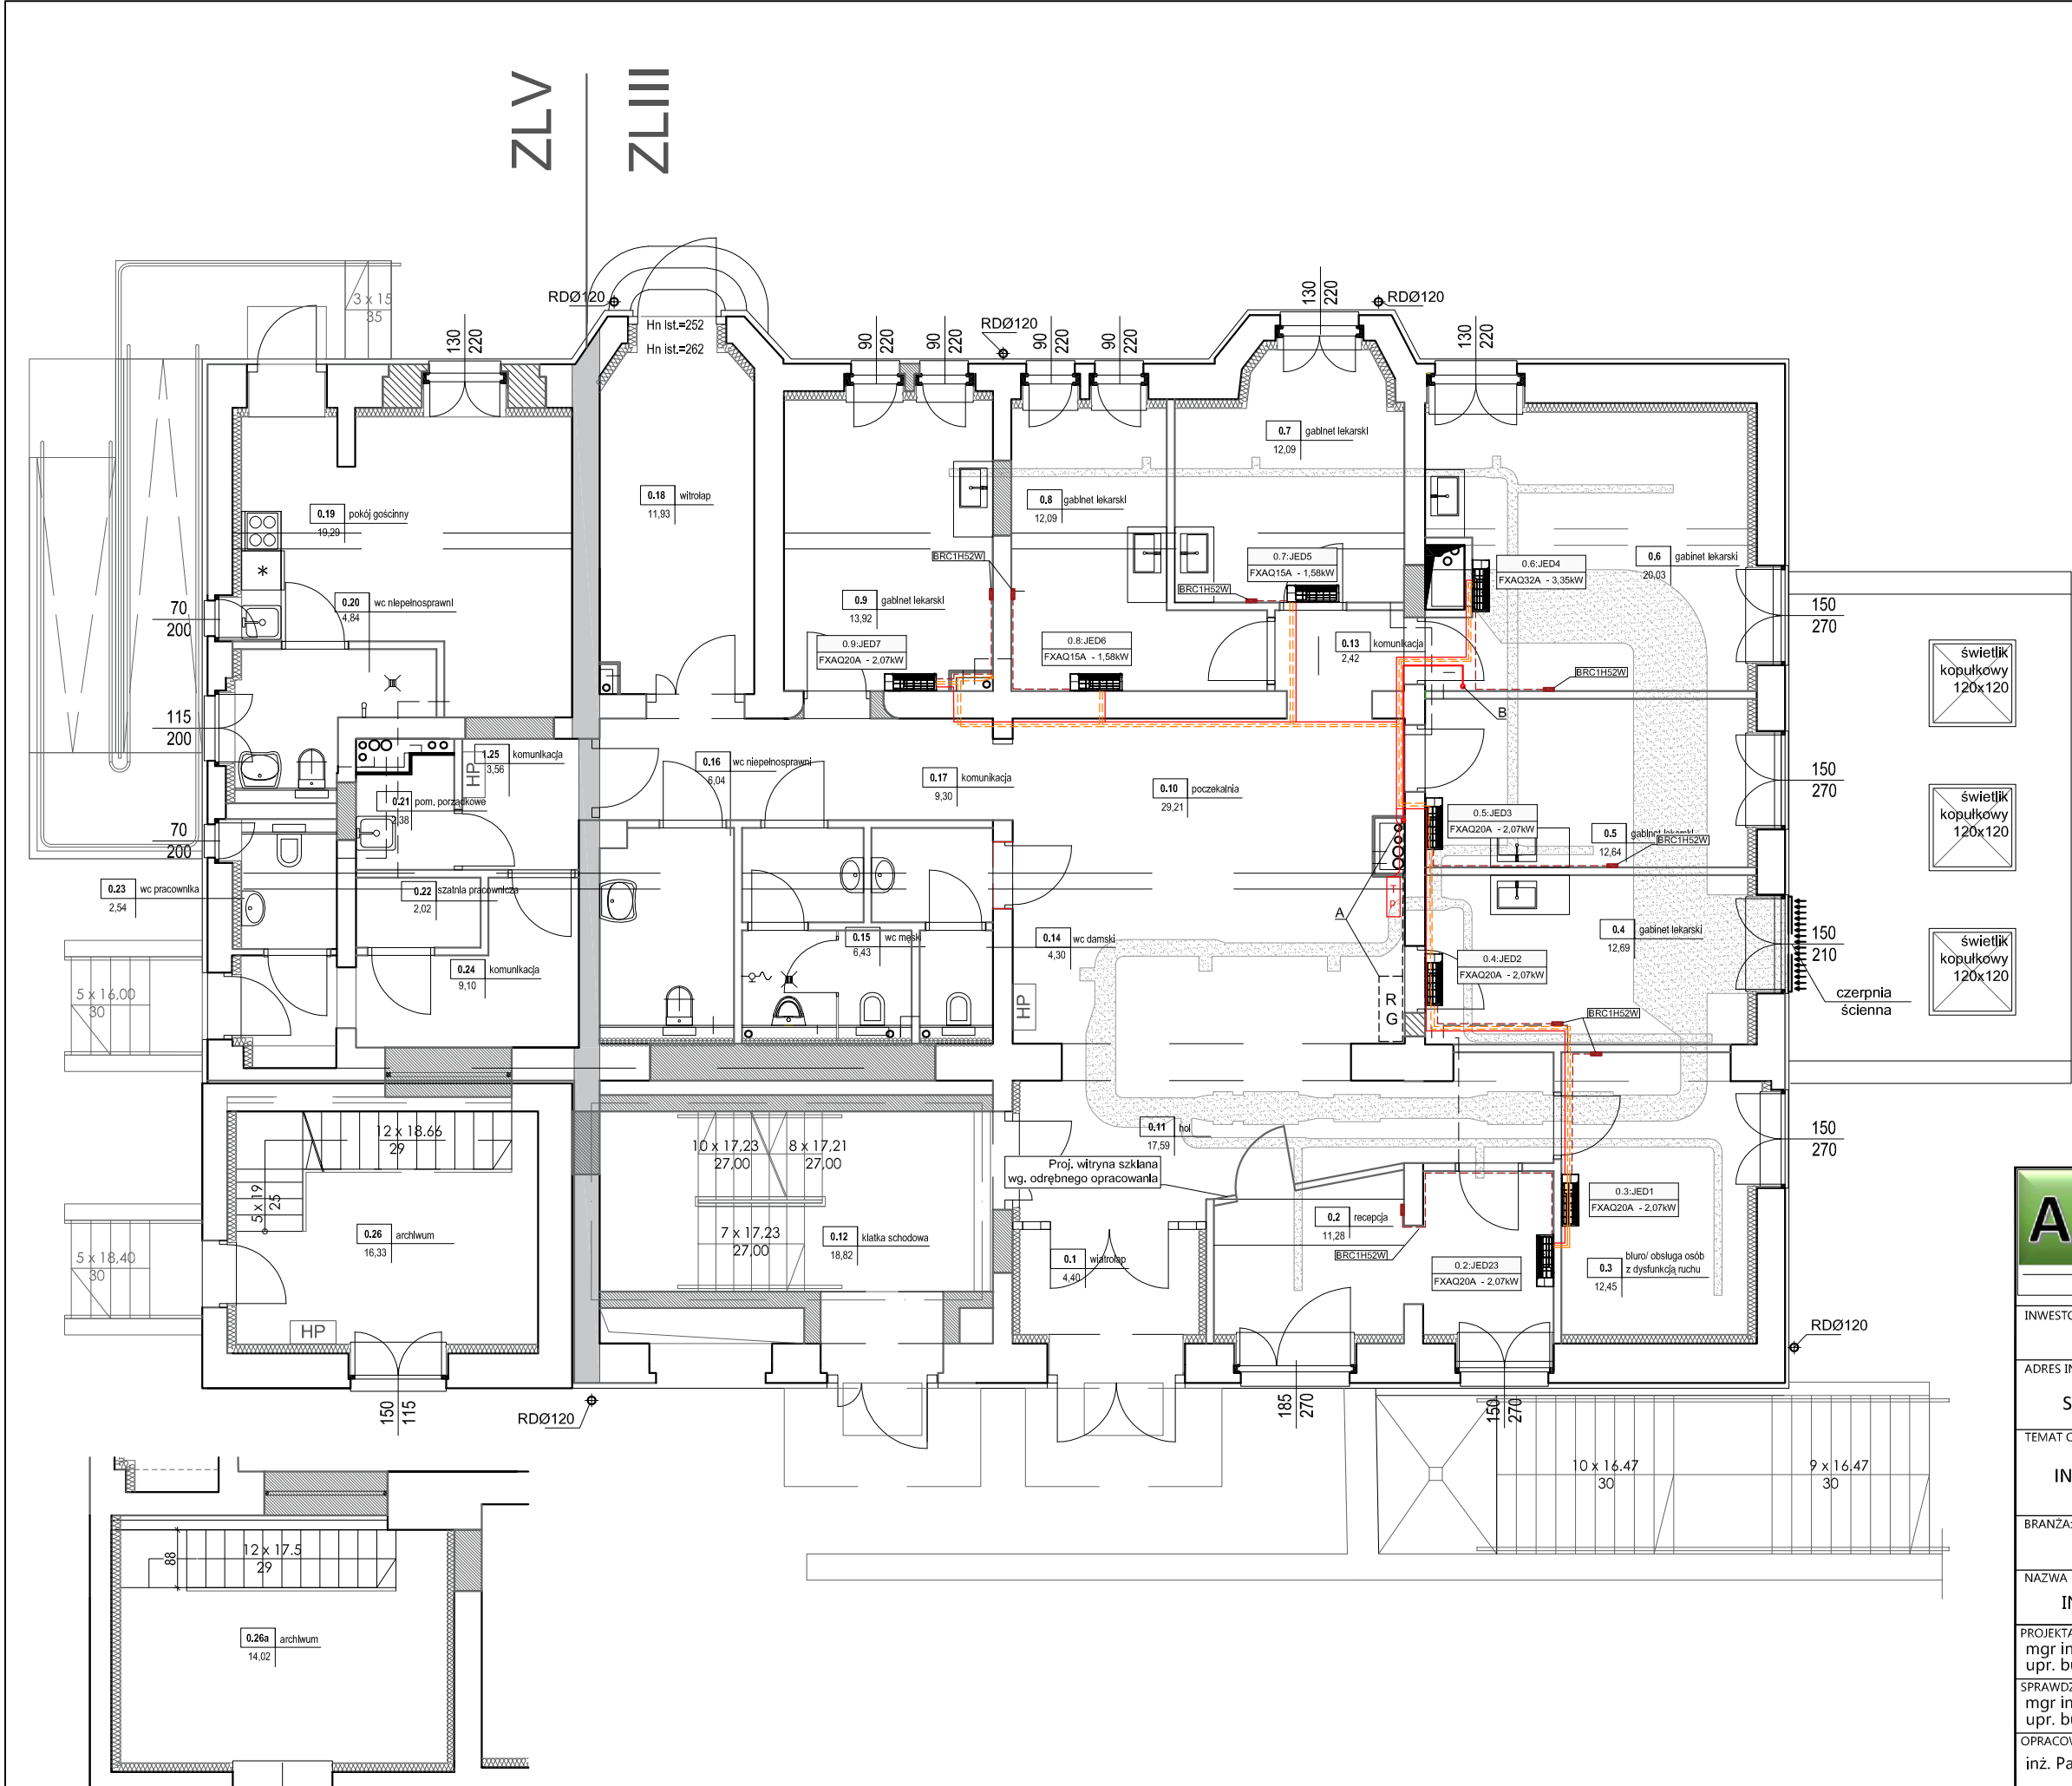 ZLV
ZLIII
3 x 15
35
RDØ120
Hn ist.=252
Hn ist.=262
RDØ120
RDØ120
130
220
90
220
90
220
90
220
90
220
130
220
130
220
0.19 pokój gościnny
19,29
0.18 witrołap
11,93
0.7 gabinet lekarski
12,09
0.8 gabinet lekarski
12,09
0.6 gabinet lekarski
20,03
BRC1H52W
0.7:JED5
FXAQ15A - 1,58kW
BRC1H52W
0.6:JED4
FXAQ32A - 3,35kW
0.20 wc niepełnosprawni
4,84
0.9 gabinet lekarski
13,92
0.9:JED7
FXAQ20A - 2,07kW
0.8:JED6
FXAQ15A - 1,58kW
0.13 komunikacja
2,42
BRC1H52W
B
70
200
115
200
70
200
150
270
150
270
150
210
150
270
świetlik
kopułkowy
120x120
świetlik
kopułkowy
120x120
świetlik
kopułkowy
120x120
1.25 komunikacja
3,56
HP
0.16 wc niepełnosprawni
6,04
0.17 komunikacja
9,30
0.10 poczekalnia
29,21
0.21 pom, porządkowe
2,38
0.5:JED3
FXAQ20A - 2,07kW
0.5 gabinet lekarski
12,64
BRC1H52W
0.23 wc pracownika
2,54
0.22 szatnia pracownicza
2,02
T
p
A
0.24 komunikacja
9,10
0.15 wc męski
6,43
0.14 wc damski
4,30
0.4 gabinet lekarski
12,69
0.4:JED2
FXAQ20A - 2,07kW
HP
R
G
BRC1H52W
czerpnia
ścienna
5 x 16,00
30
12 x 18.66
29
10 x 17,23
27,00
8 x 17,21
27,00
0.11 hol
17,59
Proj. witryna szklana
wg. odrębnego opracowania
5 x 19
25
0.26 archiwum
16,33
7 x 17,23
27,00
0.12 klatka schodowa
18,82
0.1 wiatrołap
4,40
0.2 recepcja
11,28
BRC1H52W
0.3:JED1
FXAQ20A - 2,07kW
0.2:JED23
FXAQ20A - 2,07kW
0.3 biuro/ obsługa osób
z dysfunkcją ruchu
12,45
5 x 18,40
30
HP
RDØ120
150
115
RDØ120
185
270
150
270
10 x 16.47
30
9 x 16.47
30
88
12 x 17.5
29
0.26a archiwum
14,02
A
INWESTO
ADRES IN
S
TEMAT O
IN
BRANŻA:
NAZWA
IN
PROJEKTA
mgr in
upr. bu
SPRAWDZ
mgr in
upr. bu
OPRACOW
inż. Pa